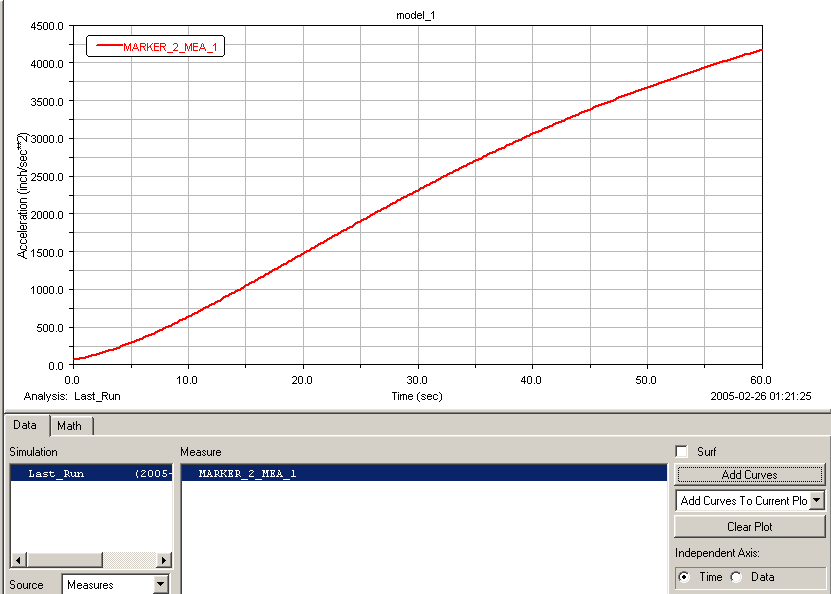 model_1
4500.0
MARKER_2_MEA_1
4000.0
3500.0
3000.0
2500.0
2000.0
1500.0
1000.0
500.0
0.0
Acceleration (inch/sec**2)
0.0 10.0 20.0 30.0 40.0 50.0 60.0
Analysis: Last_Run Time (sec) 2005-02-26 01:21:25
Data Math
Simulation Measure Surf
Last_Run (2005- MARKER_2_MEA_1
Add Curves
Add Curves To Current Plo
Clear Plot
Independent Axis:
Source Measures Time Data